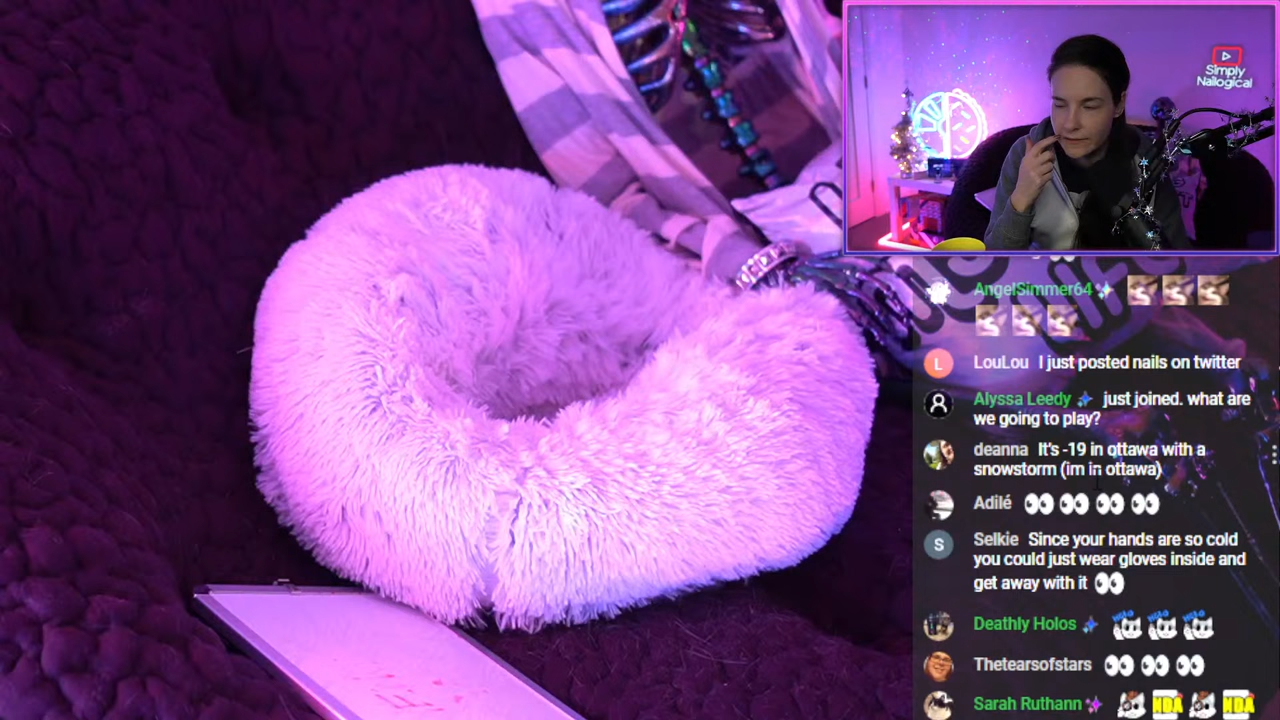 Simply
Nailogical
AngelSimmer64
LouLou I just posted nails on twitter
Alyssa Leedy just joined. what are
we going to play?
deanna It's -19 in ottawa with a
snowstorm (im in ottawa)
Adilé
S
Selkie Since your hands are so cold
you could just wear gloves inside and
get away with it
L
Deathly Holos
Thetearsofstars
Sarah Ruthann NDA NDA